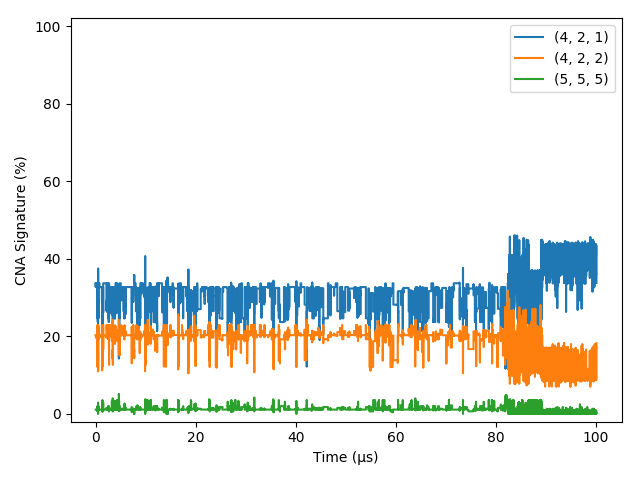 100
80
60
40
20
0
CNA Signature (%)
(4, 2, 1)
(4, 2, 2)
(5, 5, 5)
0 20 40 60 80 100
Time (μs)